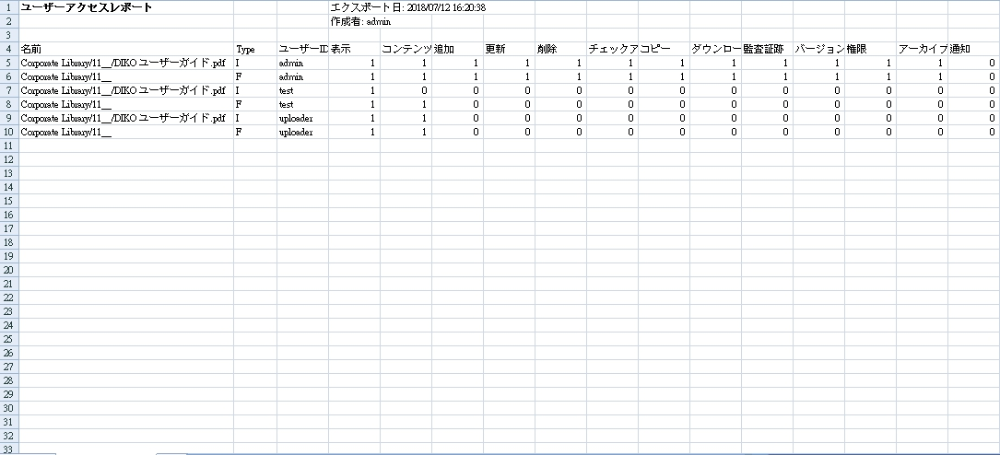 1 ユーザーアクセスレポート エクスポート日: 2018/07/12 16:20:38
2 作成者: admin
3
4 名前 Type ユーザーID 表示 コンテンツ 追加 更新 削除 チェックア コピー ダウンロー 監査証跡 バージョン 権限 アーカイブ 通知
5 Corporate Library/11__/DIKO ユーザーガイド.pdf I admin 1 1 1 1 1 1 1 1 1 1 1 1 0
6 Corporate Library/11__ F admin 1 1 1 1 1 1 1 1 1 1 1 1 0
7 Corporate Library/11__/DIKO ユーザーガイド.pdf I test 1 0 0 0 0 0 0 0 0 0 0 0 0
8 Corporate Library/11__ F test 1 1 0 0 0 0 0 0 0 0 0 0 0
9 Corporate Library/11__/DIKO ユーザーガイド.pdf I uploader 1 1 0 0 0 0 0 0 0 0 0 0 0
10 Corporate Library/11__ F uploader 1 1 0 0 0 0 0 0 0 0 0 0 0
11
12
13
14
15
16
17
18
19
20
21
22
23
24
25
26
27
28
29
30
31
32
33